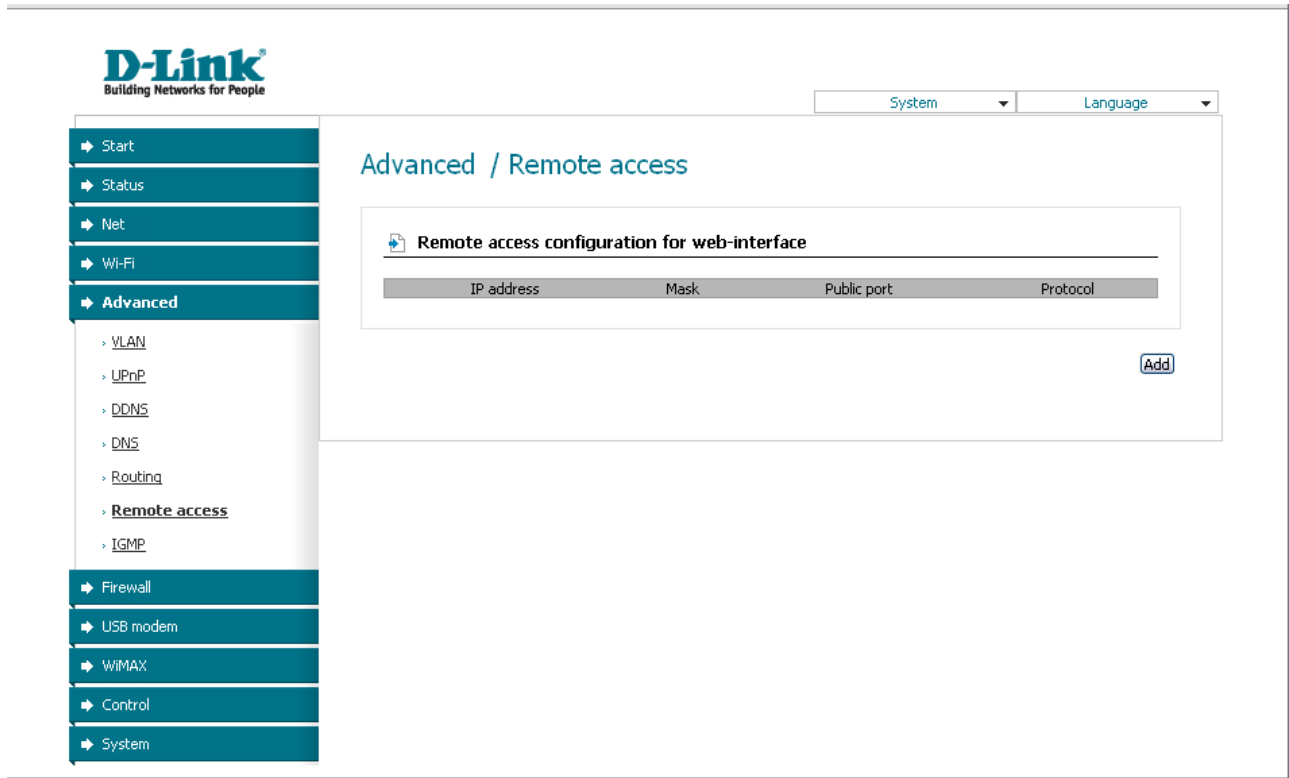 D-Link
Building Networks for People
System Language
Start
Status
Net
Wi-Fi
Advanced
VLAN
UPnP
DDNS
DNS
Routing
Remote access
IGMP
Firewall
USB modem
WiMAX
Control
System
Advanced / Remote access
Remote access configuration for web-interface
IP address Mask Public port Protocol
Add